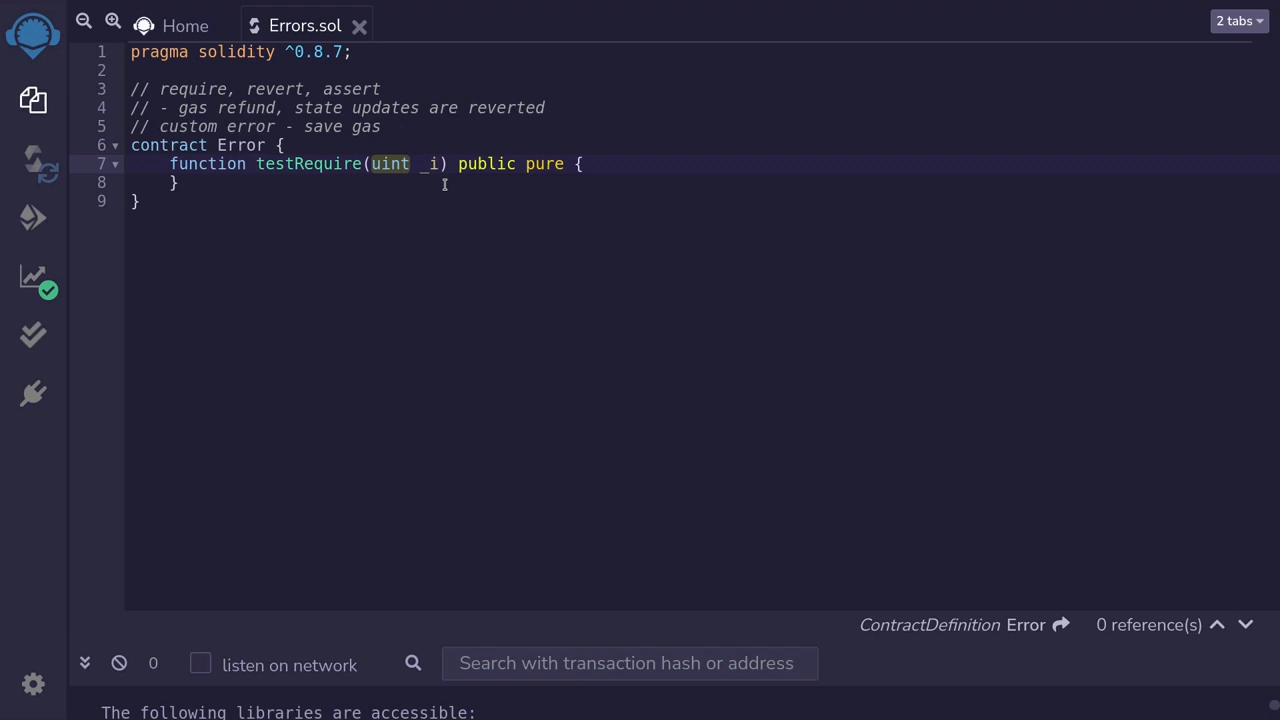 Home
Errors.sol
2 tabs
1 pragma solidity ^0.8.7;
2
3 // require, revert, assert
4 // - gas refund, state updates are reverted
5 // custom error - save gas
6 contract Error {
7     function testRequire(uint _i) public pure {
8     }
9 }
ContractDefinition Error 0 reference(s)
0 listen on network Search with transaction hash or address
The following libraries are accessible: